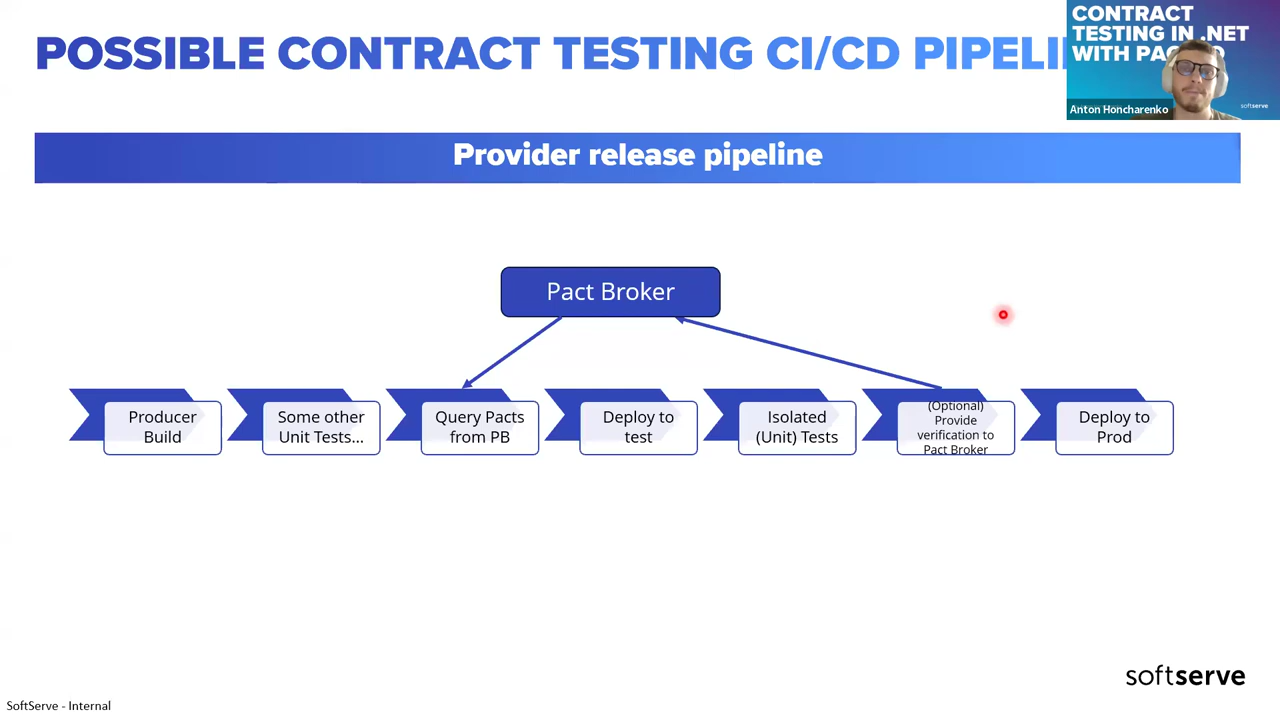 POSSIBLE CONTRACT TESTING CI/CD PIPELI
CONTRACT
TESTING IN .NET
WITH PAC
Anton Honcharenko
softserve
Provider release pipeline
Pact Broker
Producer
Build
Some other
Unit Tests...
Query Pacts
from PB
Deploy to
test
Isolated
(Unit) Tests
(Optional)
Provide
verification to
Pact Broker
Deploy to
Prod
softserve
SoftServe - Internal